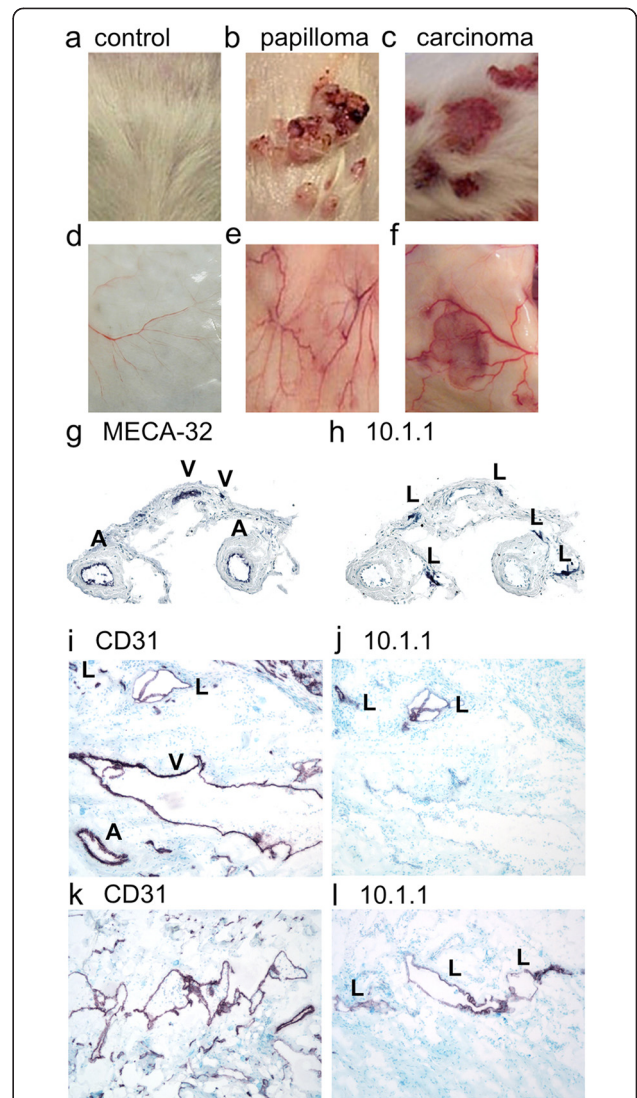 a control b papilloma c carcinoma
d e f
g MECA-32 h 10.1.1
V V L L
A A L L L
i CD31 j 10.1.1
L L L L
V
A
k CD31 l 10.1.1
L L L